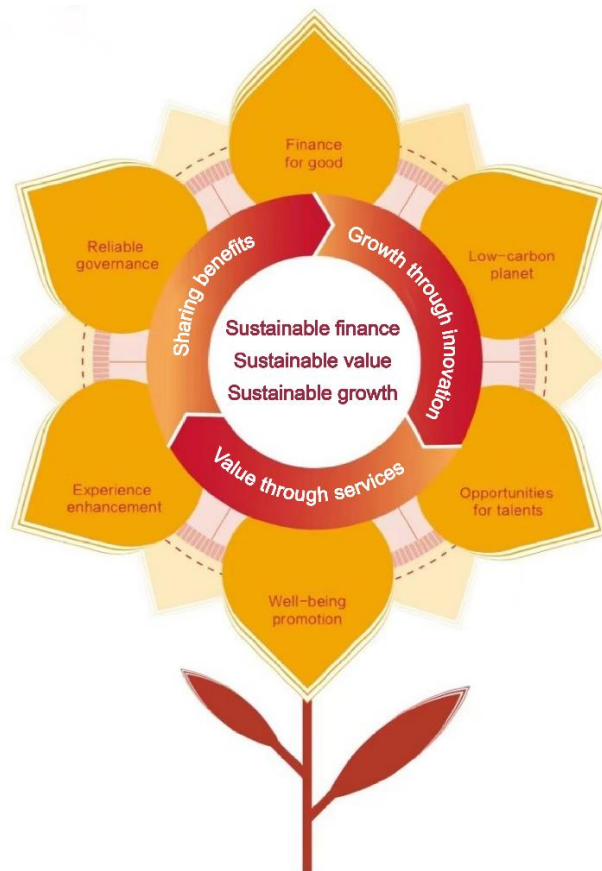 Finance
for good
Low-carbon
planet
Opportunities
for talents
Well-being
promotion
Experience
enhancement
Reliable
governance
Sharing benefits
Growth through innovation
Value through services
Sustainable finance
Sustainable value
Sustainable growth